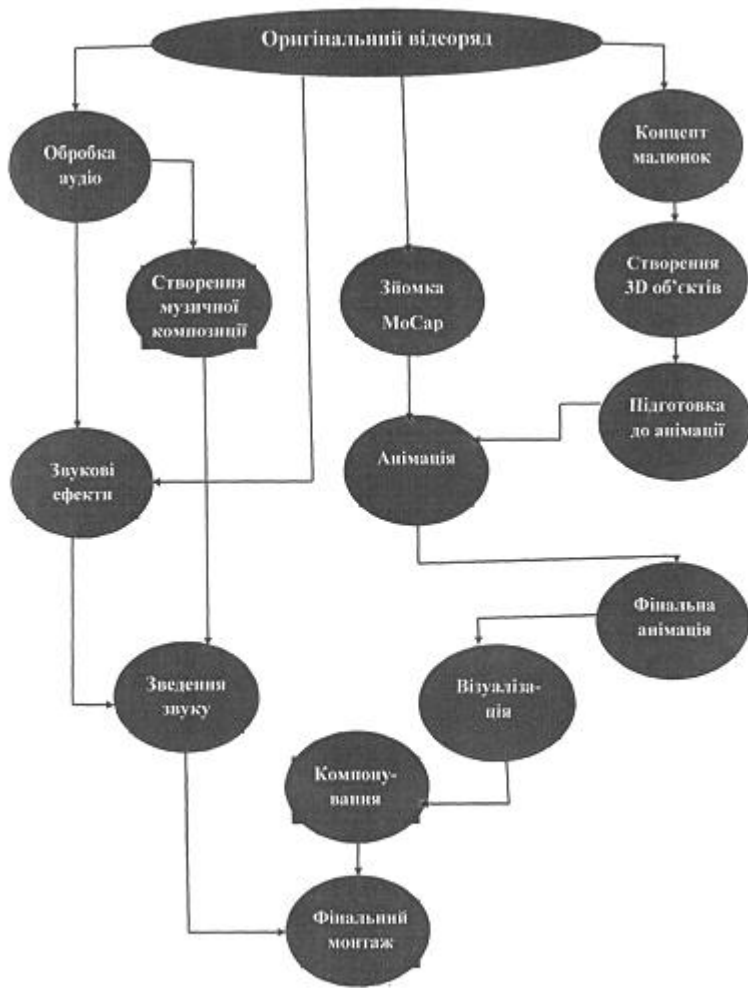 Оригінальний відеоряд
Обробка
аудіо
Концепт
малюнок
Створення
музичної
композиції
Зйомка
MoCap
Створення
3D об’єктів
Підготовка
до анімації
Звукові
ефекти
Анімація
Фінальна
анімація
Зведення
звуку
Візуаліза-
ція
Компону-
вання
Фінальний
монтаж